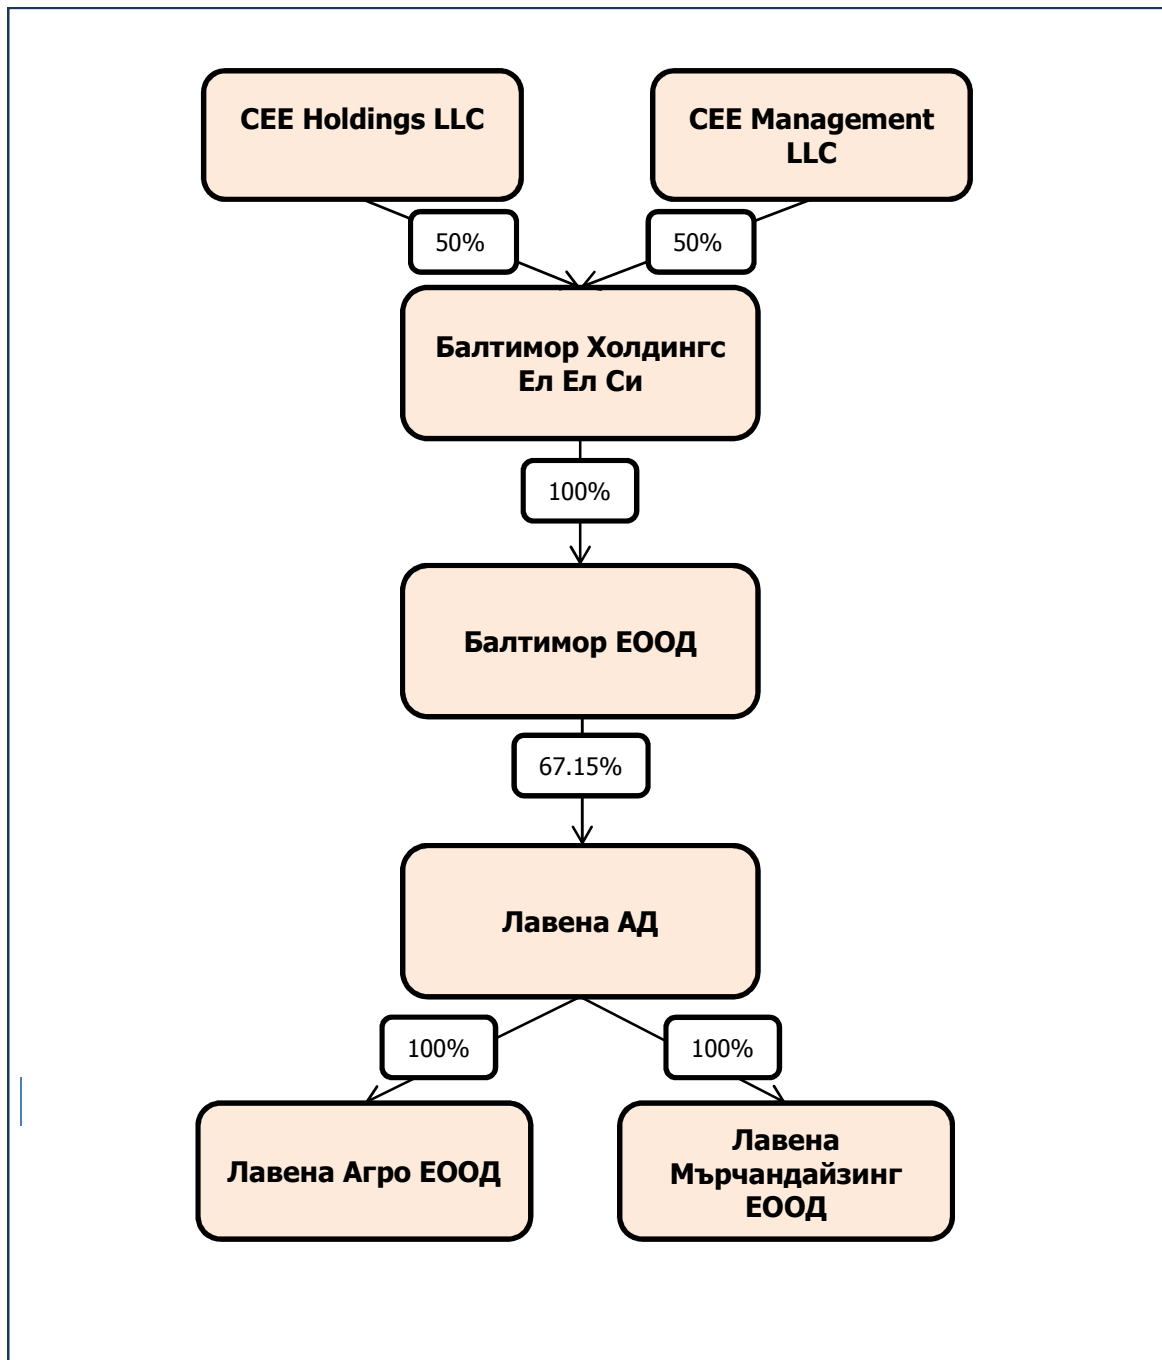 CEE Holdings LLC
CEE Management
LLC
50%
50%
Балтимор Холдингс
Ел Ел Си
100%
Балтимор ЕООД
67.15%
Лавена АД
100%
100%
Лавена Агро ЕООД
Лавена
Мърчандайзинг
ЕООД